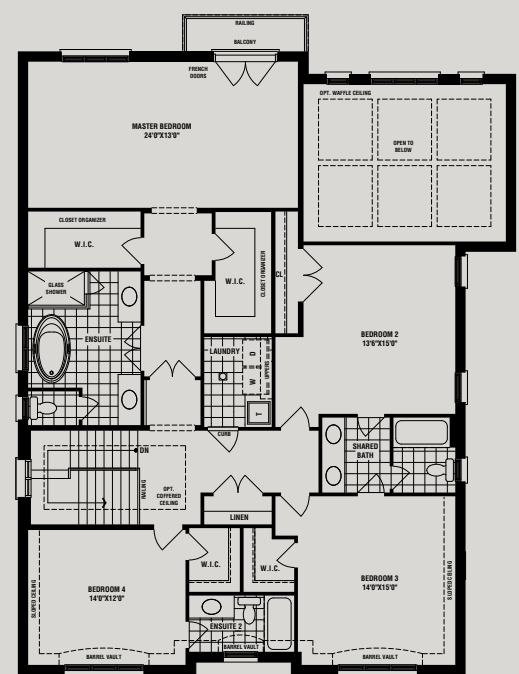 RAILING
BALCONY
FRENCH
DOORS
OPT. WAFFLE CEILING
MASTER BEDROOM
24'0"X13'0"
OPEN TO
BELOW
CLOSET ORGANIZER
W.I.C.
W.I.C.
CLOSET ORGANIZER
CL
GLASS
SHOWER
ENSUITE
BEDROOM 2
13'6"X15'0"
LAUNDRY
W D
UPPERS
T
CURB
SHARED
BATH
DN
RAILING
OPT.
COFFERED
CEILING
LINEN
W.I.C.
W.I.C.
SLOPED CEILING
BEDROOM 4
14'0"X12'0"
BEDROOM 3
14'0"X15'0"
SLOPED CEILING
ENSUITE 2
BARREL VAULT
BARREL VAULT
BARREL VAULT